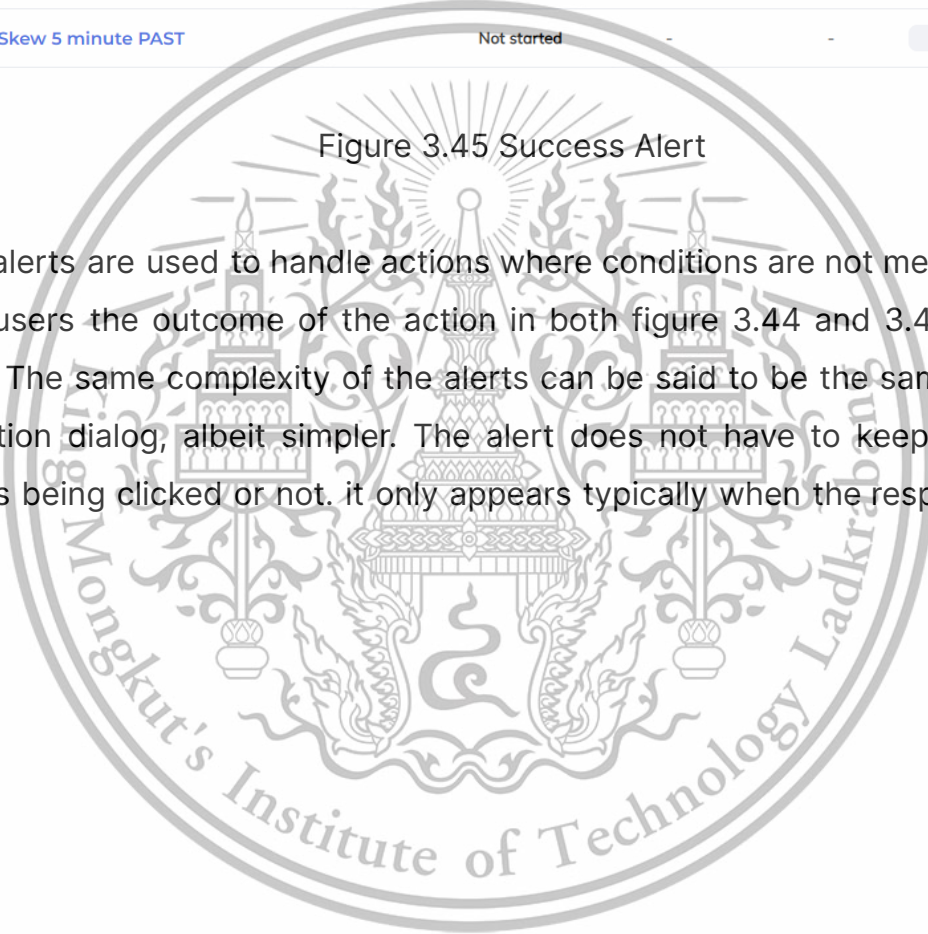 Skew 5 minute PAST Not started - -
Figure 3.45 Success Alert
alerts are used to handle actions where conditions are not me
users the outcome of the action in both figure 3.44 and 3.4
The same complexity of the alerts can be said to be the san
tion dialog, albeit simpler. The alert does not have to keep
s being clicked or not. it only appears typically when the resp
King Mongkut's Institute of Technology Ladkrabang